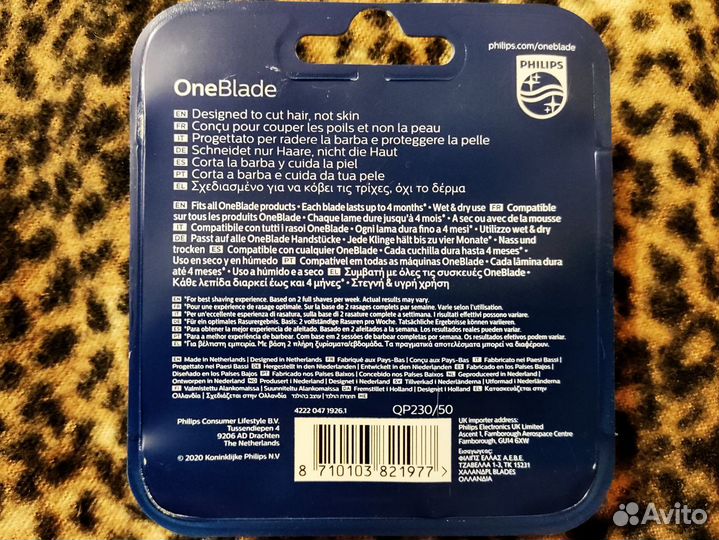 philips.com/oneblade
PHILIPS
OneBlade
EN Designed to cut hair, not skin
FR Conçu pour couper les poils et non la peau
IT Progettato per radere la barba e proteggere la pelle
DE Schneidet nur Haare, nicht die Haut
ES Corta la barba y cuida la piel
PT Corta a barba e cuida da tua pele
EL Σχεδιασμένο για να κόβει τις τρίχες, όχι το δέρμα
EN Fits all OneBlade products • Each blade lasts up to 4 months* • Wet & dry use FR Compatible
sur tous les produits OneBlade • Chaque lame dure jusqu'à 4 mois* • A sec ou avec de la mousse
IT Compatibile con tutti i rasoi OneBlade • Ogni lama dura fino a 4 mesi* • Utilizzo wet & dry
DE Passt auf alle OneBlade Handstücke • Jede Klinge hält bis zu vier Monate* • Nass und
trocken ES Compatible con cualquier OneBlade • Cada cuchilla dura hasta 4 meses*
Uso en seco y en húmedo PT Compatível em todas as máquinas OneBlade • Cada lâmina dura
até 4 meses* • Uso a húmido e a seco EL Συμβατή με όλες τις συσκευές OneBlade •
Κάθε λεπίδα διαρκεί έως και 4 μήνες* • Στεγνή & υγρή χρήση
EN *For best shaving experience. Based on 2 full shaves per week. Actual results may vary.
FR *Pour une expérience de rasage optimale. Sur la base de 2 rasages complets par semaine. Varie selon l'utilisation.
IT *Per un'eccellente esperienza di rasatura, sulla base di 2 rasature complete a settimana. I risultati effettivi possono variare.
DE *Für ein optimales Rasurergebnis. Basis: 2 vollständige Rasuren pro Woche. Tatsächliche Ergebnisse können variieren.
ES *Para obtener la mejor experiencia de afeitado. Basado en 2 afeitados a la semana. Los resultados reales pueden variar.
PT *Para a melhor experiência de barbear. Com base em 2 sessões de barbear completas por semana. Os resultados efetivos podem variar.
EL *Για βέλτιστη εμπειρία. Με βάση 2 πλήρη ξυρίσματα/εβδομάδα. Τα πραγματικά αποτελέσματα μπορεί να διαφέρουν.
EN Made in Netherlands | Designed in Netherlands FR Fabriqué aux Pays-Bas | Conçu aux Pays-Bas IT Fabbricato nei Paesi Bassi |
Progettato nei Paesi Bassi DE Hergestellt in den Niederlanden | Entwickelt in den Niederlanden ES Fabricado en los Países Bajos |
Diseñado en los Países Bajos PT Fabricado nos Países Baixos | Concebido nos Países Baixos NL Geproduceerd in Nederland |
Ontworpen in Nederland NO Produsert i Nederland | Designet i Nederland SV Tillverkad i Nederländerna | Utformad i Nederländerna
FI Valmistettu Alankomaissa | Suunnitellut Alankomaissa DA Fremstillet i Holland | Designet i Holland EL Κατασκευάζεται στην
Ολλανδία | Σχεδιάζεται στην Ολλανδία
4222 047 1926.1
QP230/50
Philips Consumer Lifestyle B.V.
Tussendiepen 4
9206 AD Drachten
The Netherlands
© 2020 Koninklijke Philips N.V
8 710103 821977
UK importer address:
Philips Electronics UK Limited
Ascent 1, Farnborough Aerospace Centre
Farnborough, GU14 6XW
Εισαγωγέας:
ΦΙΛΙΠΣ ΕΛΛΑΣ Α.Ε.Β.Ε.
ΤΖΑΒΕΛΛΑ 1-3, ΤΚ 15231
ΧΑΛΑΝΔΡΙ, BLADES
ΟΛΛΑΝΔΙΑ
Avito